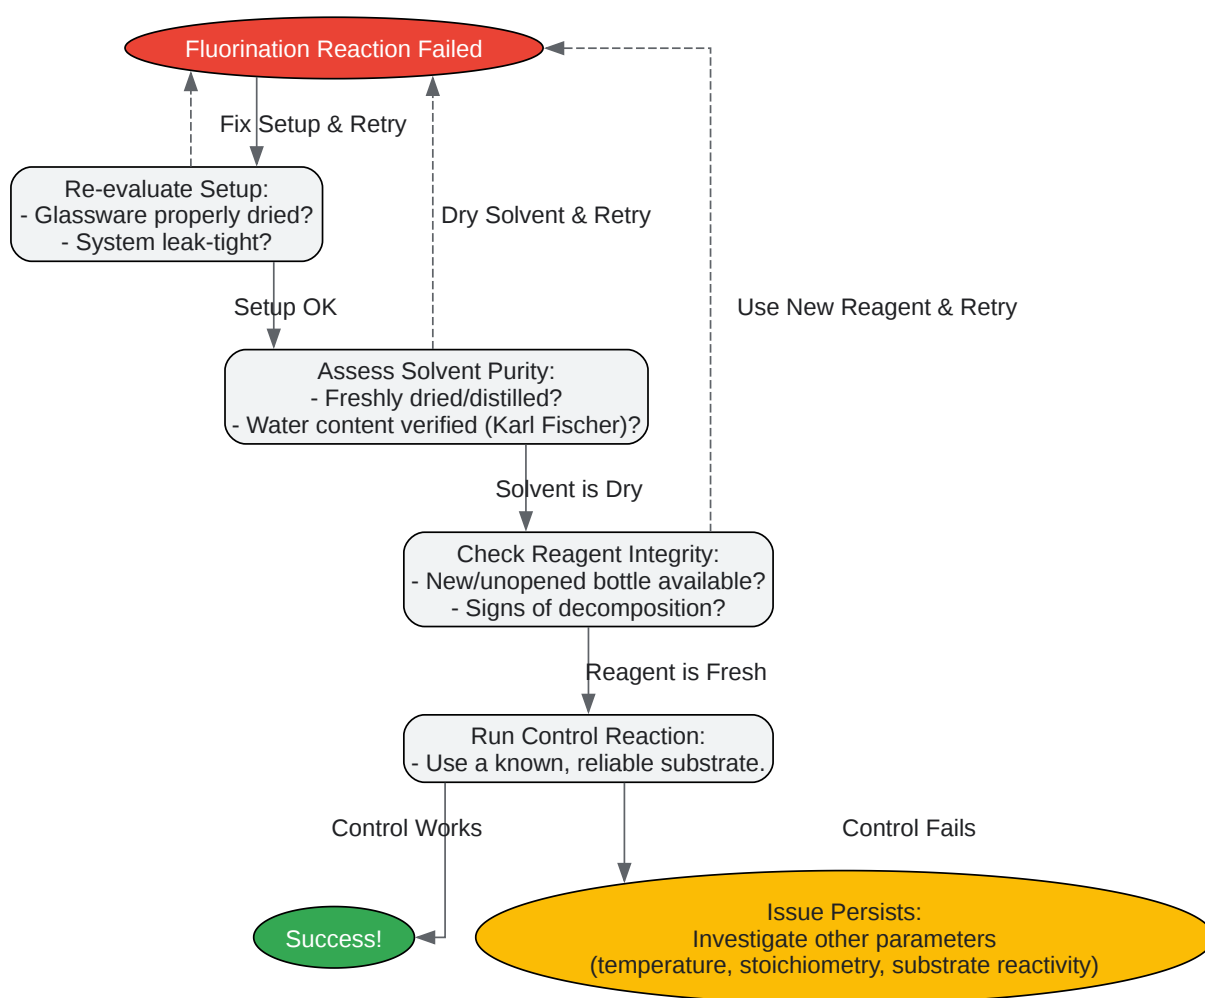 Fluorination Reaction Failed
Fix Setup & Retry
Re-evaluate Setup:
- Glassware properly dried?
- System leak-tight?
Dry Solvent & Retry
Setup OK
Use New Reagent & Retry
Assess Solvent Purity:
- Freshly dried/distilled?
- Water content verified (Karl Fischer)?
Solvent is Dry
Check Reagent Integrity:
- New/unopened bottle available?
- Signs of decomposition?
Reagent is Fresh
Run Control Reaction:
- Use a known, reliable substrate.
Control Works
Control Fails
Success!
Issue Persists:
Investigate other parameters
(temperature, stoichiometry, substrate reactivity)